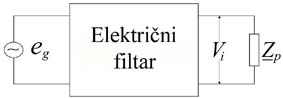 Električni
filtar
e_g
V_i
Z_p